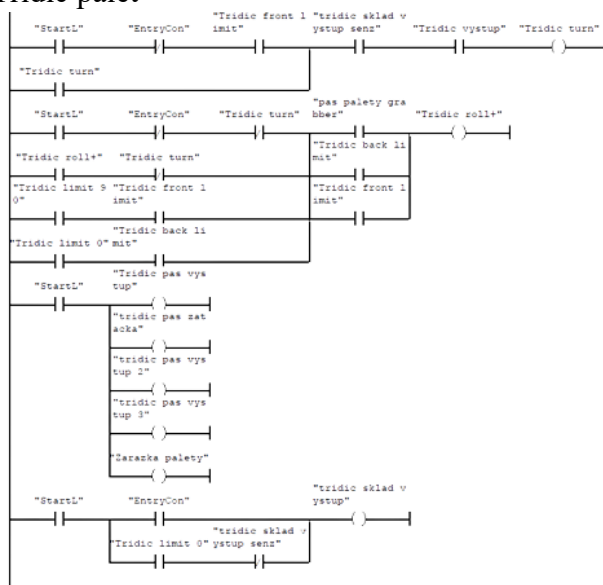 Tridic palet
"Tridic front l "tridic sklad v
"StartL" "EntryCon" imit" ystup senz" "Tridic vystup" "Tridic turn"
"Tridic turn"
"pas palety gra
"StartL" "EntryCon" "Tridic turn" bber" "Tridic roll+"
"Tridic back li
"Tridic roll+" "Tridic turn" mit"
"Tridic limit 9 "Tridic front l "Tridic front l
0" imit" imit"
"Tridic back li
"Tridic limit 0" mit"
"Tridic pas vys
"StartL" tup"
"tridic pas zat
acka"
"tridic pas vys
tup 2"
"tridic pas vys
tup 3"
"Zarazka palety"
"tridic sklad v
"StartL" "EntryCon" ystup"
"tridic sklad v
"Tridic limit 0" ystup senz"